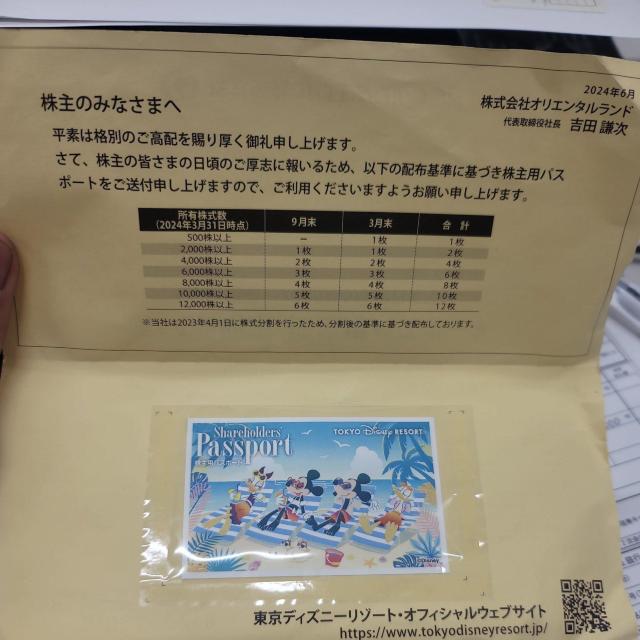 2024年6月
株主のみなさまへ
株式会社オリエンタルランド
代表取締役社長 吉田 謙次
平素は格別のご高配を賜り厚く御礼申し上げます。
さて、株主の皆さまの日頃のご厚志に報いるため、以下の配布基準に基づき株主用パス
ポートをご送付申し上げますので、ご利用くださいますようお願い申し上げます。
所有株式数 (2024年3月31日時点) 9月末 3月末 合計
500株以上 － 1枚 1枚
2,000株以上 1枚 1枚 2枚
4,000株以上 2枚 2枚 4枚
6,000株以上 3枚 3枚 6枚
8,000株以上 4枚 4枚 8枚
10,000株以上 5枚 5枚 10枚
12,000株以上 6枚 6枚 12枚
※当社は2023年4月1日に株式分割を行ったため、分割後の基準に基づき配布しております。
Shareholders'
Passport
株主用パスポート
TOKYO Disney RESORT
©Disney
東京ディズニーリゾート・オフィシャルウェブサイト
https://www.tokyodisneyresort.jp/